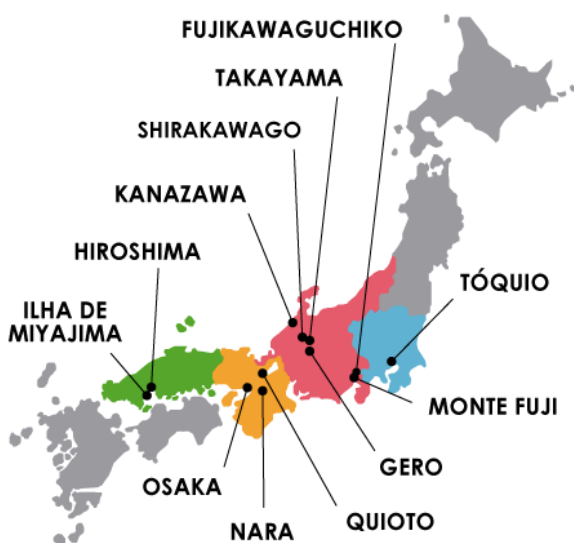 FUJIKAWAGUCHIKO
TAKAYAMA
SHIRAKAWAGO
KANAZAWA
HIROSHIMA
TÓQUIO
ILHA DE
MIYAJIMA
MONTE FUJI
GERO
OSAKA
QUIOTO
NARA